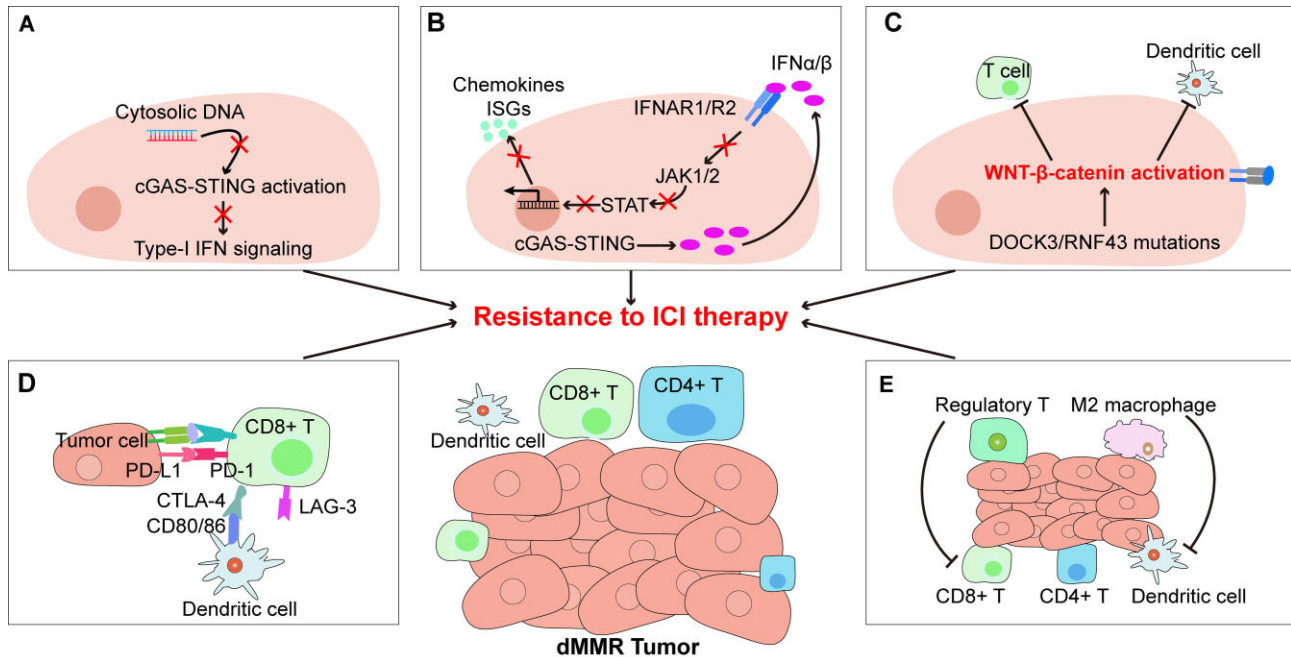 A
Cytosolic DNA
cGAS-STING activation
Type-I IFN signaling
B
IFNα/β
Chemokines
ISGs
IFNAR1/R2
JAK1/2
STAT
cGAS-STING
C
Dendritic cell
T cell
WNT-β-catenin activation
DOCK3/RNF43 mutations
Resistance to ICI therapy
D
CD8+ T
Tumor cell
PD-L1
PD-1
CTLA-4
LAG-3
CD80/86
Dendritic cell
CD8+ T
CD4+ T
Dendritic cell
dMMR Tumor
E
Regulatory T
M2 macrophage
CD8+ T
CD4+ T
Dendritic cell